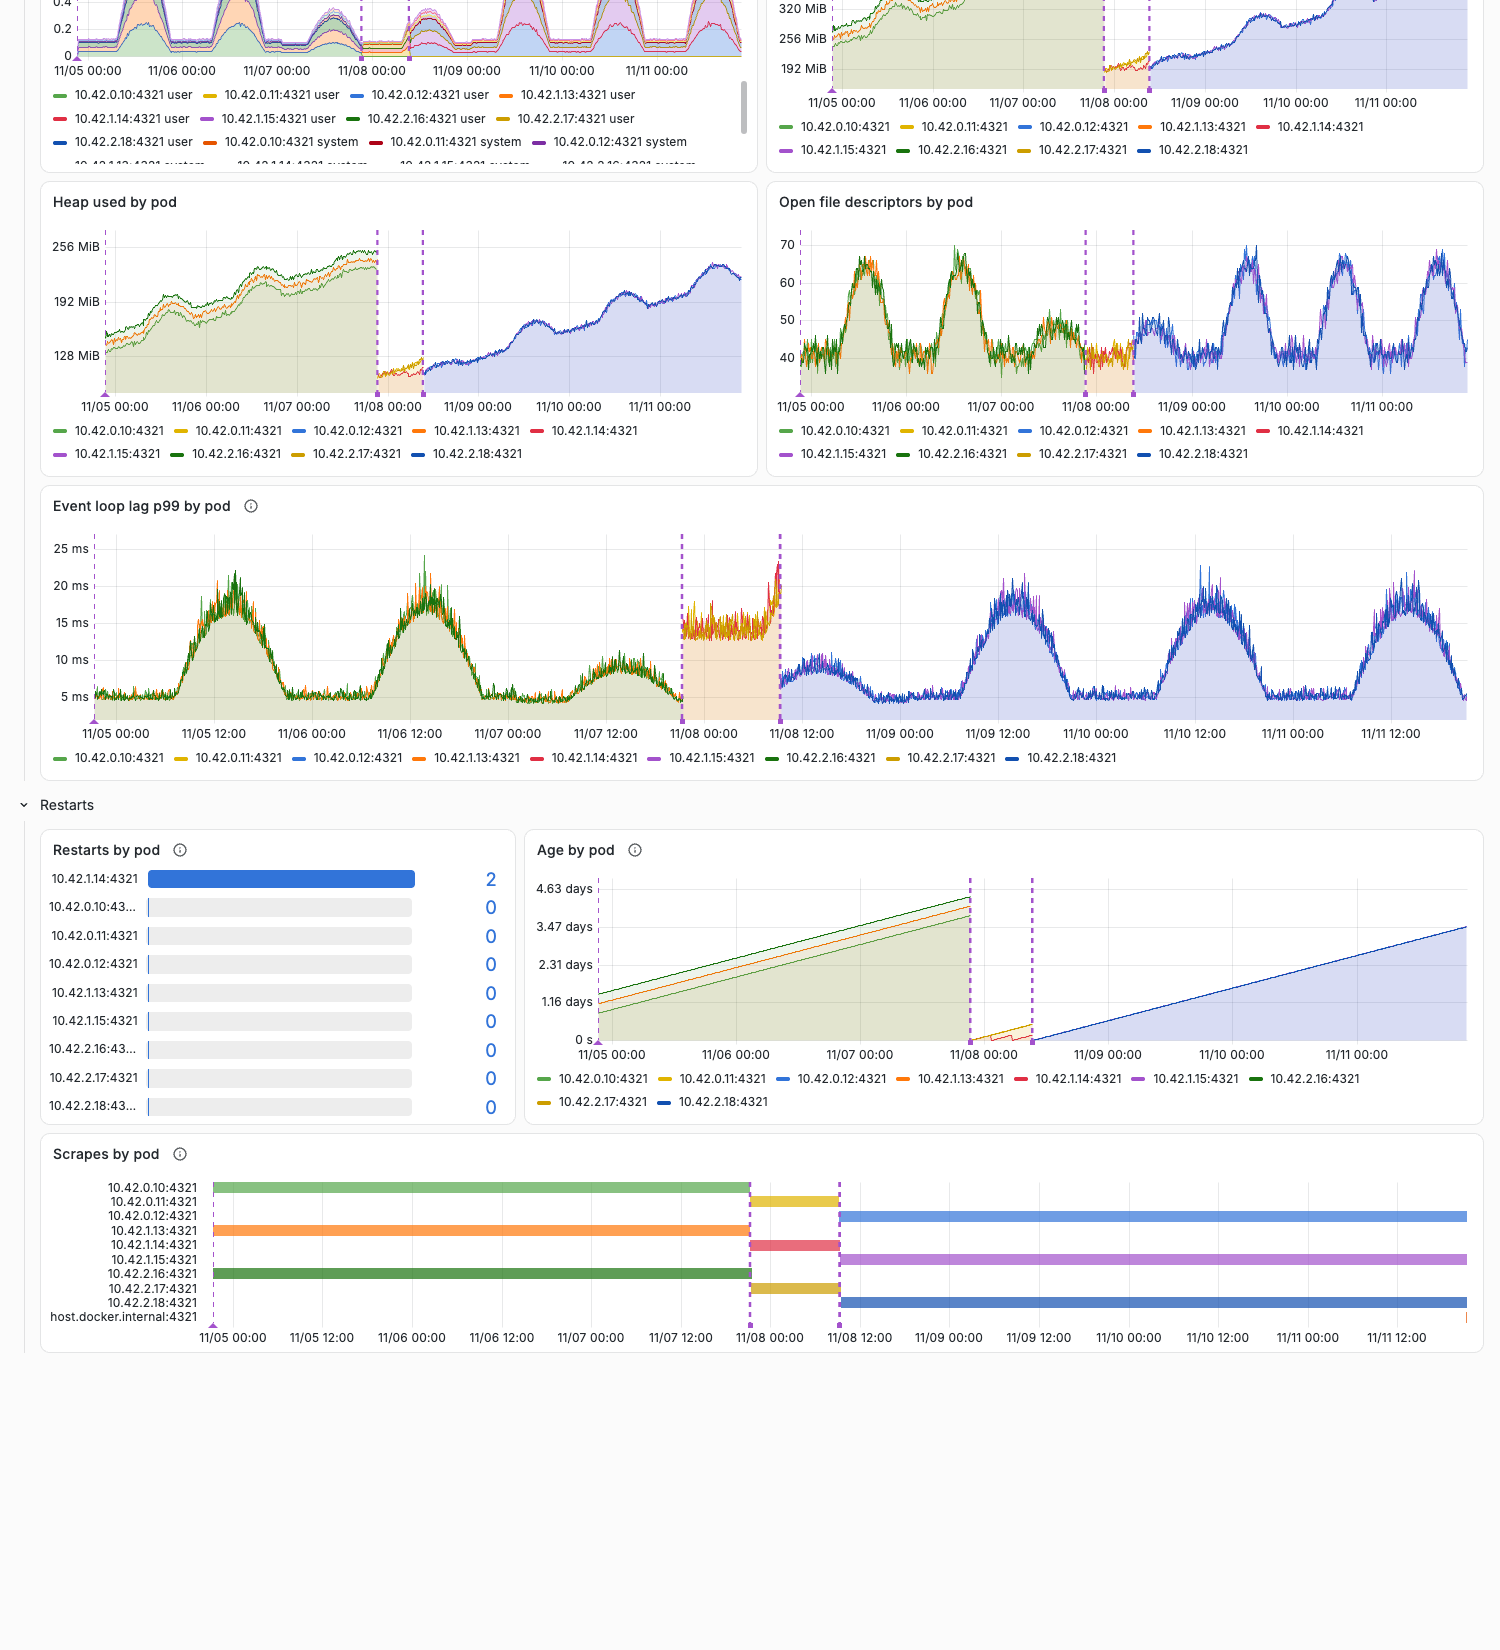 0.4
0.2
0
11/05 00:00 11/06 00:00 11/07 00:00 11/08 00:00 11/09 00:00 11/10 00:00 11/11 00:00
10.42.0.10:4321 user 10.42.0.11:4321 user 10.42.0.12:4321 user 10.42.1.13:4321 user
10.42.1.14:4321 user 10.42.1.15:4321 user 10.42.2.16:4321 user 10.42.2.17:4321 user
10.42.2.18:4321 user 10.42.0.10:4321 system 10.42.0.11:4321 system 10.42.0.12:4321 system
10.42.1.13:4321 system 10.42.1.14:4321 system 10.42.1.15:4321 system 10.42.2.16:4321 system
320 MiB
256 MiB
192 MiB
11/05 00:00 11/06 00:00 11/07 00:00 11/08 00:00 11/09 00:00 11/10 00:00 11/11 00:00
10.42.0.10:4321 10.42.0.11:4321 10.42.0.12:4321 10.42.1.13:4321 10.42.1.14:4321
10.42.1.15:4321 10.42.2.16:4321 10.42.2.17:4321 10.42.2.18:4321
Heap used by pod
256 MiB
192 MiB
128 MiB
11/05 00:00 11/06 00:00 11/07 00:00 11/08 00:00 11/09 00:00 11/10 00:00 11/11 00:00
10.42.0.10:4321 10.42.0.11:4321 10.42.0.12:4321 10.42.1.13:4321 10.42.1.14:4321
10.42.1.15:4321 10.42.2.16:4321 10.42.2.17:4321 10.42.2.18:4321
Open file descriptors by pod
70
60
50
40
11/05 00:00 11/06 00:00 11/07 00:00 11/08 00:00 11/09 00:00 11/10 00:00 11/11 00:00
10.42.0.10:4321 10.42.0.11:4321 10.42.0.12:4321 10.42.1.13:4321 10.42.1.14:4321
10.42.1.15:4321 10.42.2.16:4321 10.42.2.17:4321 10.42.2.18:4321
Event loop lag p99 by pod
25 ms
20 ms
15 ms
10 ms
5 ms
11/05 00:00 11/05 12:00 11/06 00:00 11/06 12:00 11/07 00:00 11/07 12:00 11/08 00:00 11/08 12:00 11/09 00:00 11/09 12:00 11/10 00:00 11/10 12:00 11/11 00:00 11/11 12:00
10.42.0.10:4321 10.42.0.11:4321 10.42.0.12:4321 10.42.1.13:4321 10.42.1.14:4321 10.42.1.15:4321 10.42.2.16:4321 10.42.2.17:4321 10.42.2.18:4321
Restarts
Restarts by pod
10.42.1.14:4321 2
10.42.0.10:43... 0
10.42.0.11:4321 0
10.42.0.12:4321 0
10.42.1.13:4321 0
10.42.1.15:4321 0
10.42.2.16:43... 0
10.42.2.17:4321 0
10.42.2.18:43... 0
Age by pod
4.63 days
3.47 days
2.31 days
1.16 days
0 s
11/05 00:00 11/06 00:00 11/07 00:00 11/08 00:00 11/09 00:00 11/10 00:00 11/11 00:00
10.42.0.10:4321 10.42.0.11:4321 10.42.0.12:4321 10.42.1.13:4321 10.42.1.14:4321 10.42.1.15:4321 10.42.2.16:4321
10.42.2.17:4321 10.42.2.18:4321
Scrapes by pod
10.42.0.10:4321
10.42.0.11:4321
10.42.0.12:4321
10.42.1.13:4321
10.42.1.14:4321
10.42.1.15:4321
10.42.2.16:4321
10.42.2.17:4321
10.42.2.18:4321
host.docker.internal:4321
11/05 00:00 11/05 12:00 11/06 00:00 11/06 12:00 11/07 00:00 11/07 12:00 11/08 00:00 11/08 12:00 11/09 00:00 11/09 12:00 11/10 00:00 11/10 12:00 11/11 00:00 11/11 12:00